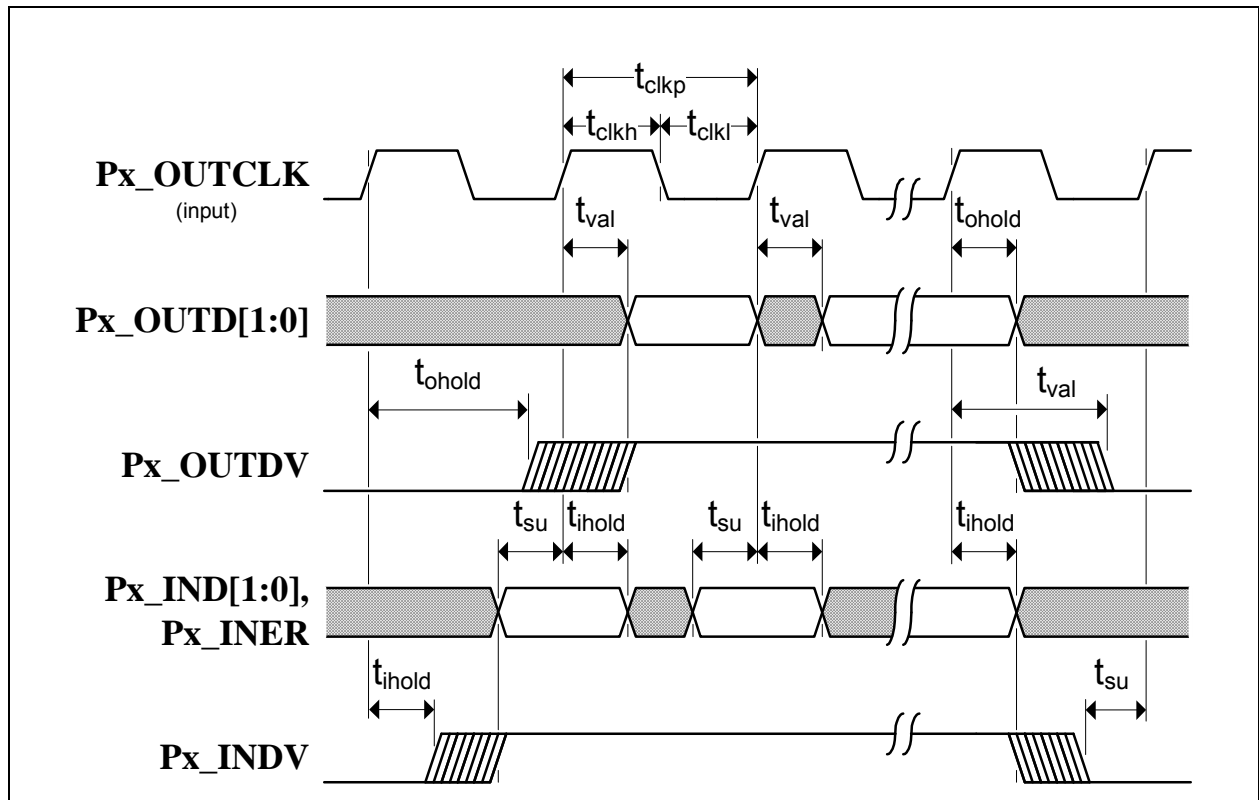 tclkp
tclkh tclkl
Px_OUTCLK
(input)
tval tval tohold
Px_OUTD[1:0]
tohold tval
Px_OUTDV
tsu tihold tsu tihold tihold
Px_IND[1:0],
Px_INER
tihold tsu
Px_INDV